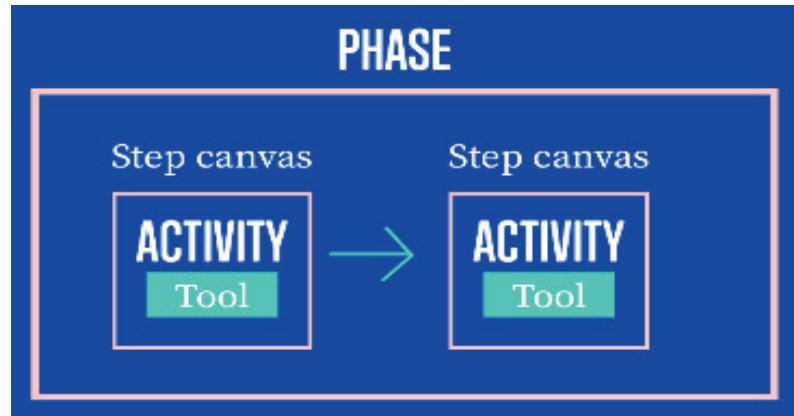 PHASE
Step canvas
Step canvas
ACTIVITY
ACTIVITY
Tool
Tool